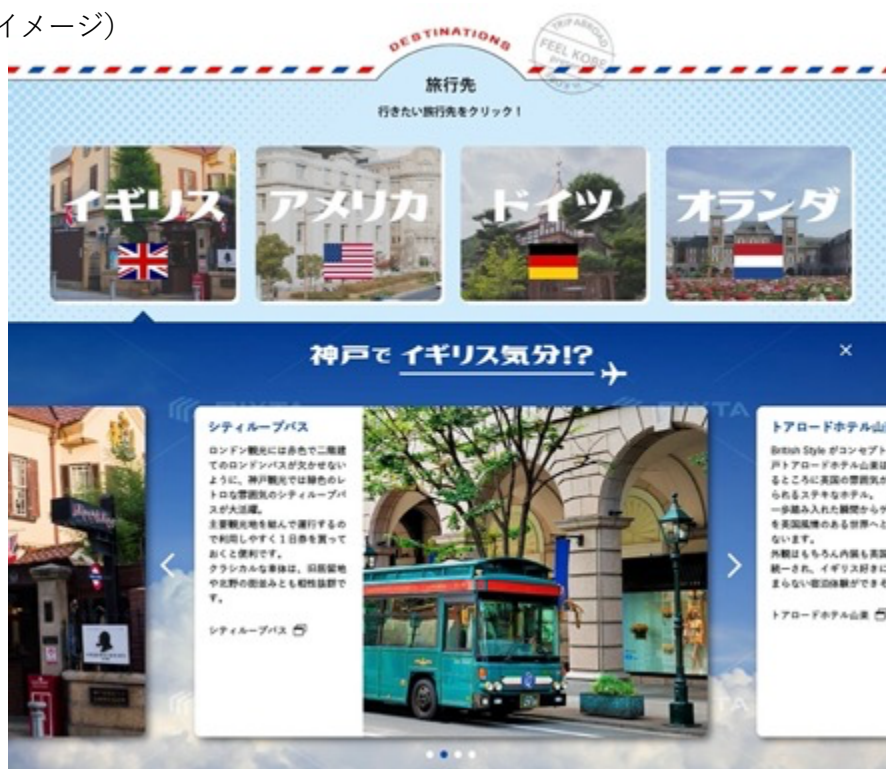 イメージ)
DESTINATIONS
TRIP ABROAD
FEEL KOBE
旅行先
行きたい旅行先をクリック！
イギリス
アメリカ
ドイツ
オランダ
神戸で イギリス気分!?
×
シティループバス
ロンドン観光には赤色で二階建
てのロンドンバスが欠かせない
ように、神戸観光では緑色のレ
トロな雰囲気のシティループバ
スが大活躍。
主要観光地を結んで運行するの
で利用しやすく１日券を買って
おくと便利です。
クラシカルな車体は、旧居留地
や北野の街並みとも相性抜群で
す。
シティループバス
トアロードホテル山
British Style がコンセプト
戸トアロードホテル山楽は
るところに英国の雰囲気が
られるステキなホテル。
一歩踏み入れた瞬間からサ
を英国風情のある世界へと
ないます。
外観はもちろん内装も英国
統一され、イギリス好きに
まらない宿泊体験ができ
トアロードホテル山楽